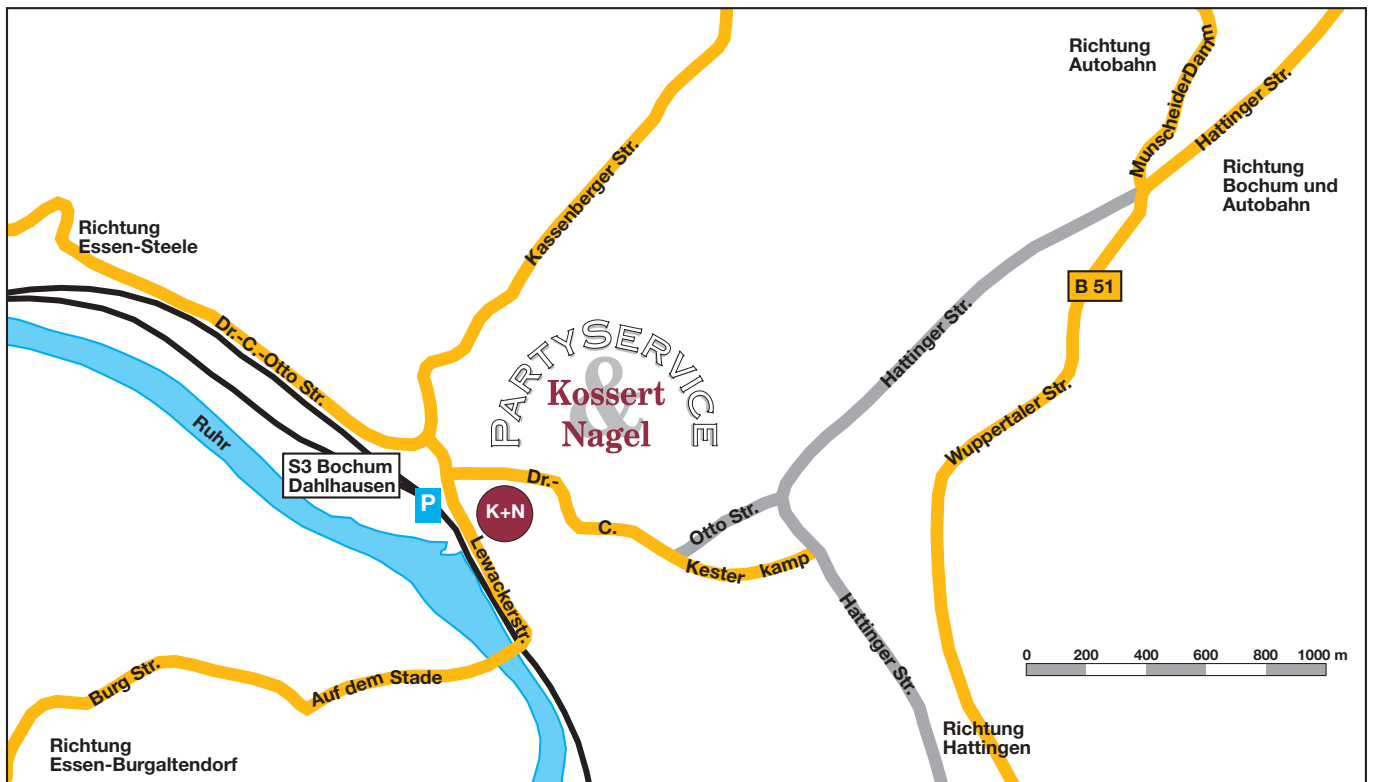 Richtung
Autobahn
MunscheiderDamm
Hattinger Str.
Richtung
Bochum und
Autobahn
Kassenberger Str.
Richtung
Essen-Steele
B 51
Dr.-C.-Otto Str.
Hattinger Str.
PARTYSERVICE
&
Kossert
Nagel
Wuppertaler Str.
Ruhr
S3 Bochum
Dahlhausen
P
K+N
Dr.-
C.
Otto Str.
Kester kamp
Lewackerstr.
Hattinger Str.
0 200 400 600 800 1000 m
Burg Str.
Auf dem Stade
Richtung
Hattingen
Richtung
Essen-Burgaltendorf